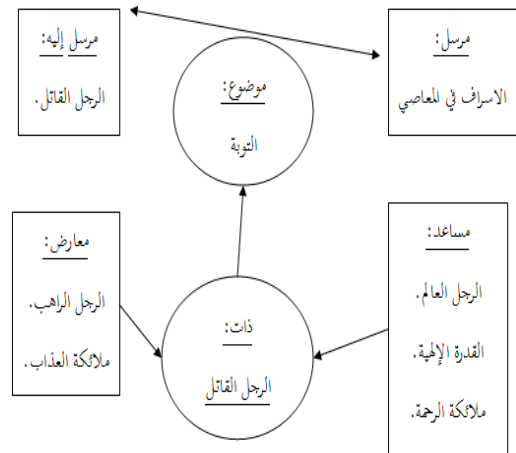 مرسل:
الاسراف في المعاصي
موضوع:
التوبة
مرسل إليه:
الرجل القاتل.
مساعد:
الرجل العالم.
القدرة الإلهية.
ملائكة الرحمة.
ذات:
الرجل القاتل
معارض:
الرجل الراهب.
ملائكة العذاب.